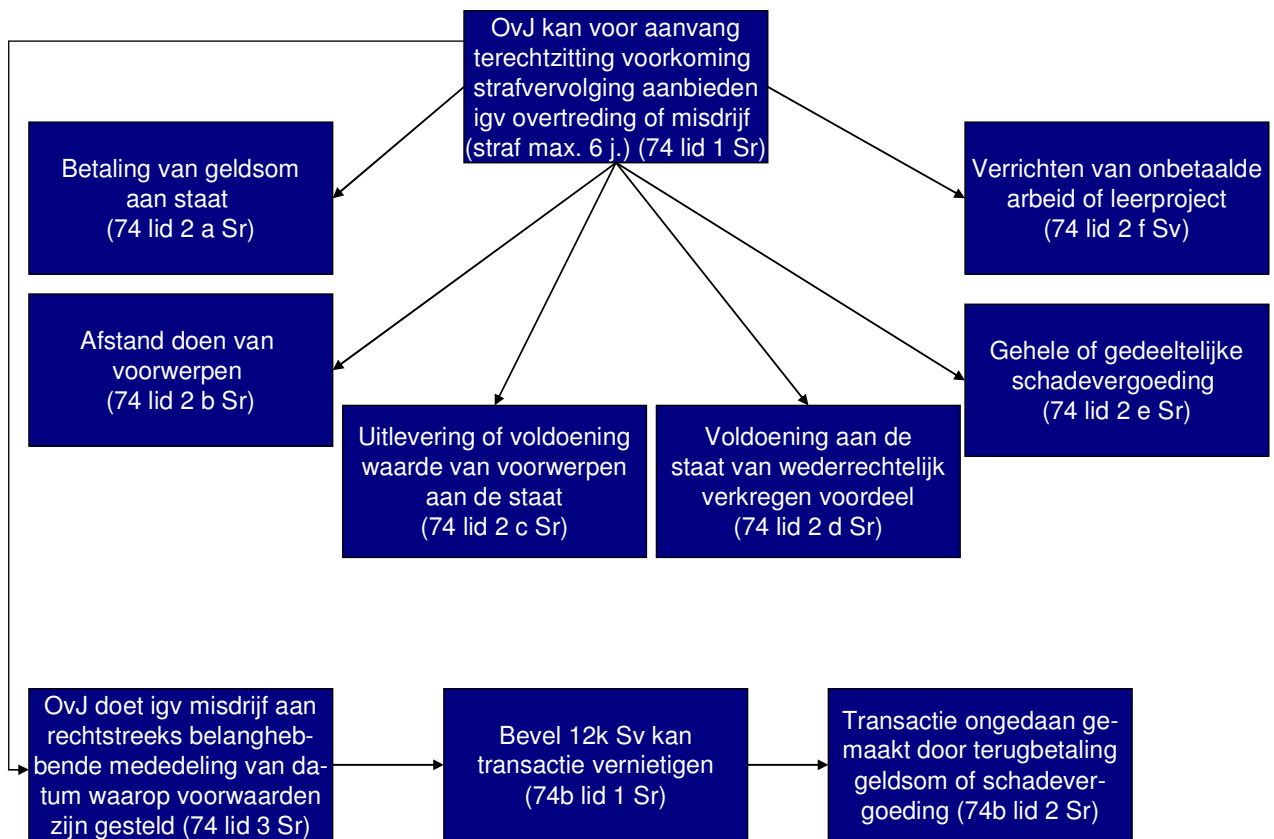 OvJ kan voor aanvang
terechtzitting voorkoming
strafvervolging aanbieden
igv overtreding of misdrijf
(straf max. 6 j.) (74 lid 1 Sr)
Betaling van geldsom
aan staat
(74 lid 2 a Sr)
Verrichten van onbetaalde
arbeid of leerproject
(74 lid 2 f Sv)
Afstand doen van
voorwerpen
(74 lid 2 b Sr)
Gehele of gedeeltelijke
schadevergoeding
(74 lid 2 e Sr)
Uitlevering of voldoening
waarde van voorwerpen
aan de staat
(74 lid 2 c Sr)
Voldoening aan de
staat van wederrechtelijk
verkregen voordeel
(74 lid 2 d Sr)
OvJ doet igv misdrijf aan
rechtstreeks belangheb-
bende mededeling van da-
tum waarop voorwaarden
zijn gesteld (74 lid 3 Sr)
Bevel 12k Sv kan
transactie vernietigen
(74b lid 1 Sr)
Transactie ongedaan ge-
maakt door terugbetaling
geldsom of schadever-
goeding (74b lid 2 Sr)